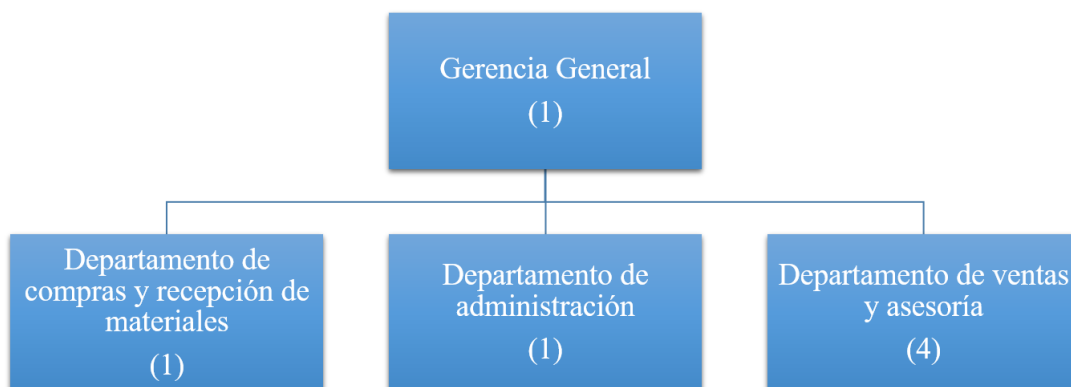 Gerencia General
(1)
Departamento de
compras y recepción de
materiales
(1)
Departamento de
administración
(1)
Departamento de ventas
y asesoría
(4)